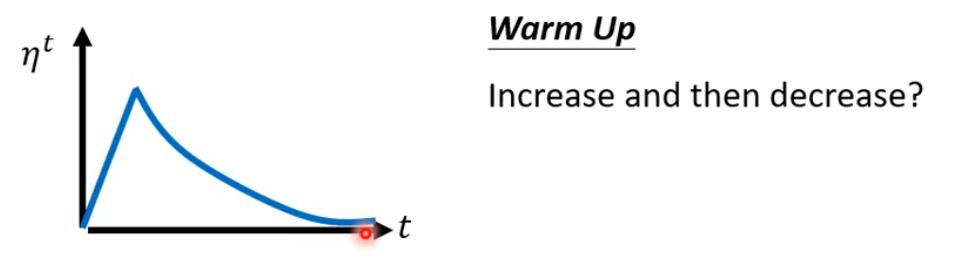 η^t
Warm Up
Increase and then decrease?
t